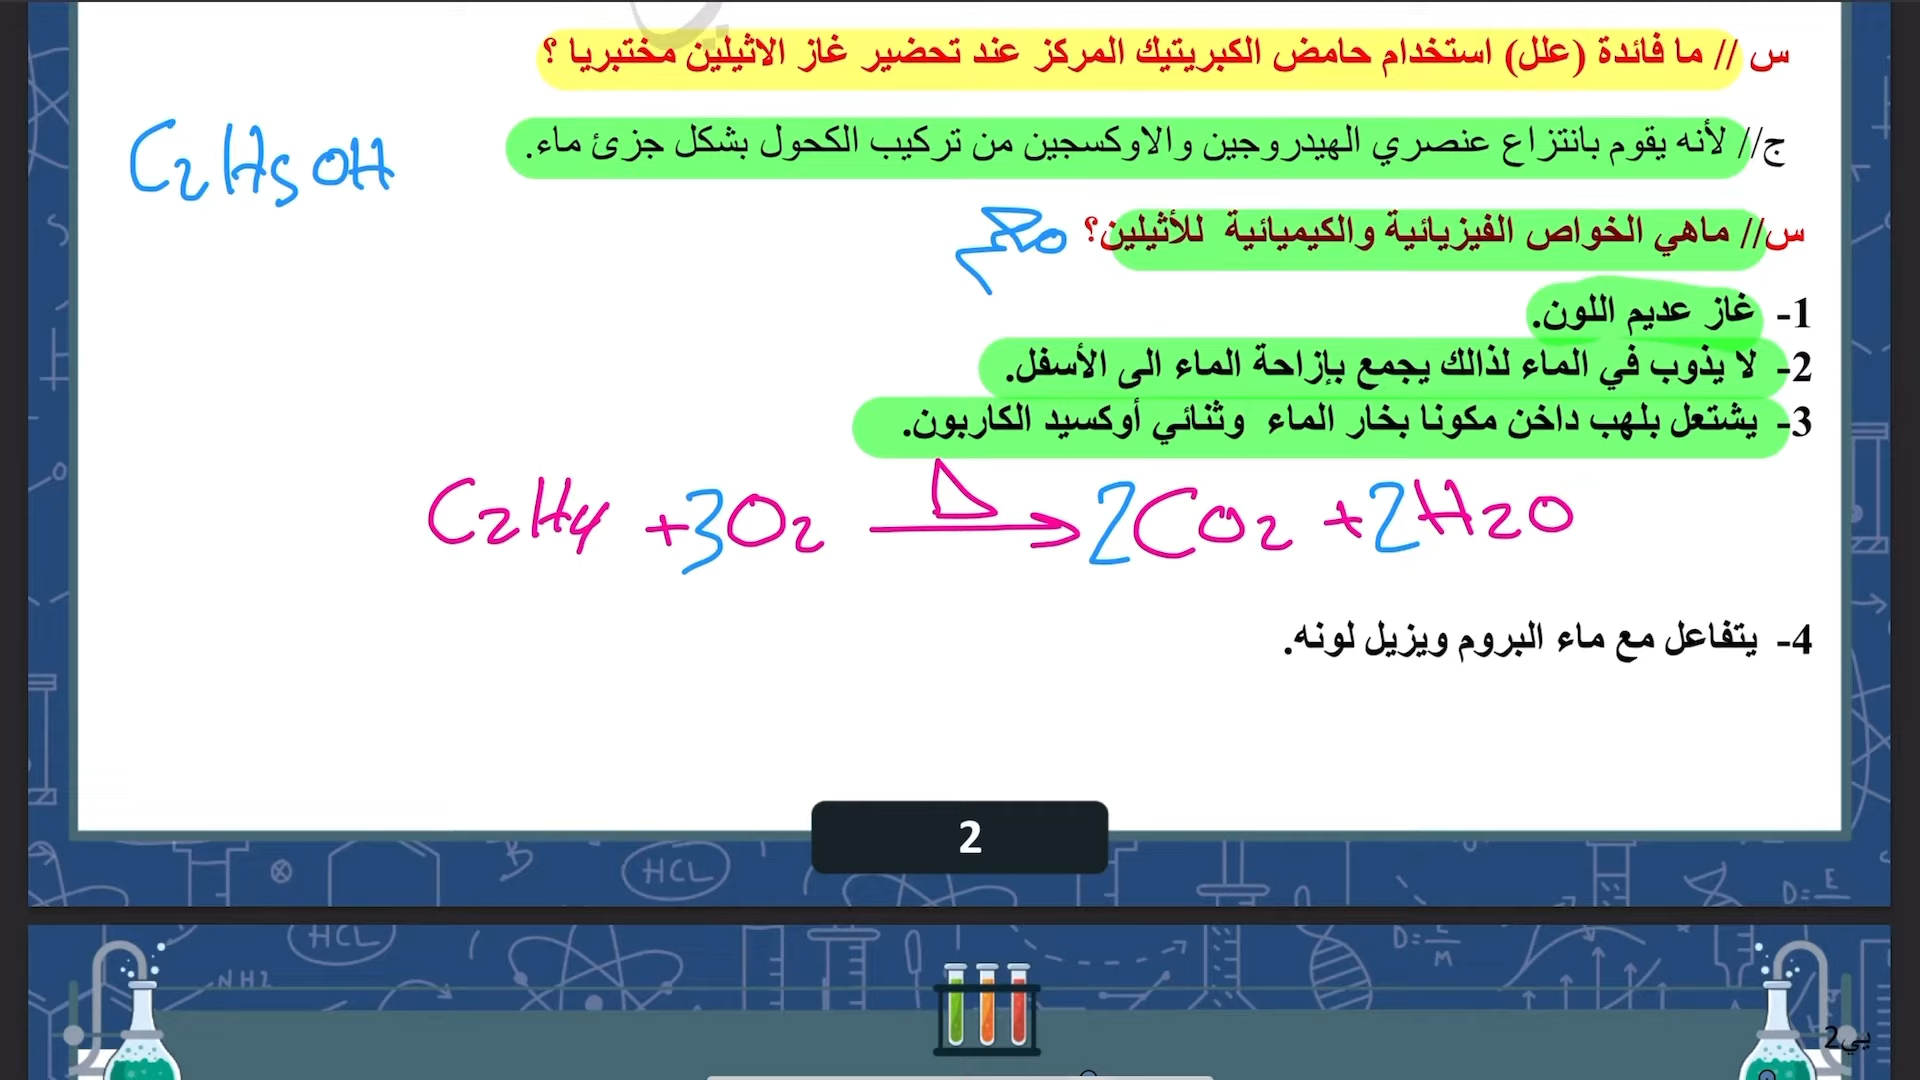 س // ما فائدة (علل) استخدام حامض الكبريتيك المركز عند تحضير غاز الاثيلين مختبريا ؟
ج// لأنه يقوم بانتزاع عنصري الهيدروجين والاوكسجين من تركيب الكحول بشكل جزئ ماء.
C2H5OH
س// ماهي الخواص الفيزيائية والكيميائية للأثيلين؟
1- غاز عديم اللون.
2- لا يذوب في الماء لذالك يجمع بإزاحة الماء الى الأسفل.
3- يشتعل بلهب داخن مكونا بخار الماء وثنائي أوكسيد الكاربون.
C2H4 + 3O2 Δ→ 2CO2 + 2H2O
4- يتفاعل مع ماء البروم ويزيل لونه.
2
HCL
D=E
HCL
NH2
D=E/M